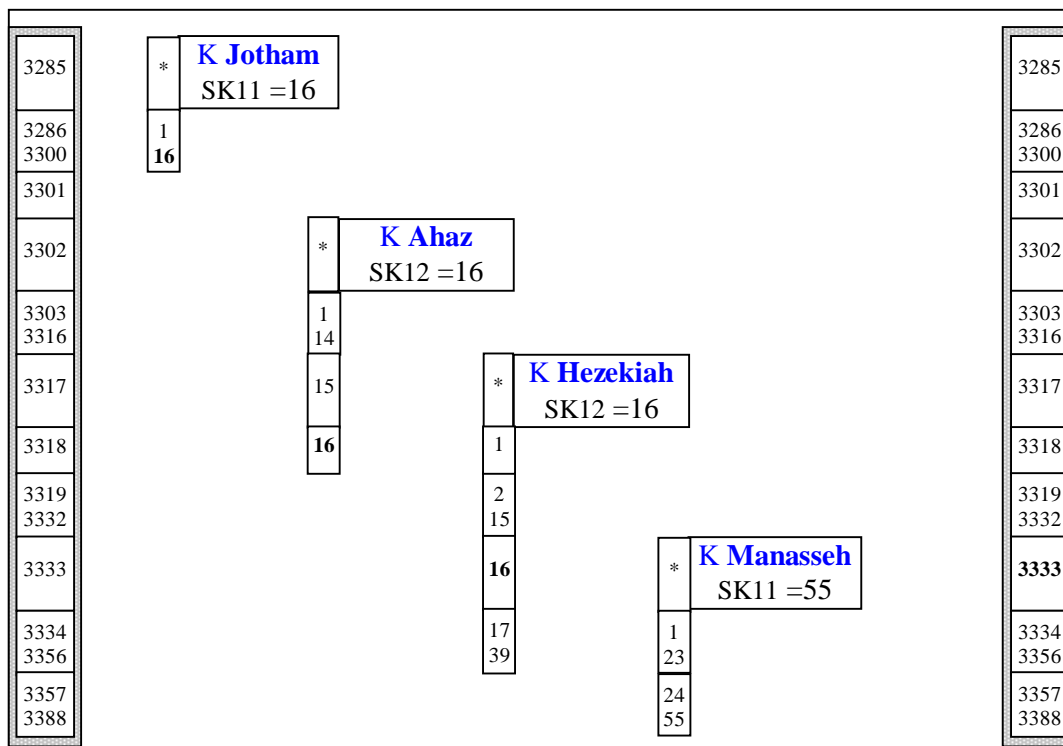 3285 * K Jotham 3285
SK11 =16
3286 1 3286
3300 16 3300
3301 3301
3302 * K Ahaz 3302
SK12 =16
3303 1 3303
3316 14 3316
3317 15 * K Hezekiah 3317
SK12 =16
3318 16 1 3318
3319 2 3319
3332 15 3332
3333 16 * K Manasseh 3333
SK11 =55
3334 17 1 3334
3356 39 23 3356
3357 24 3357
3388 55 3388